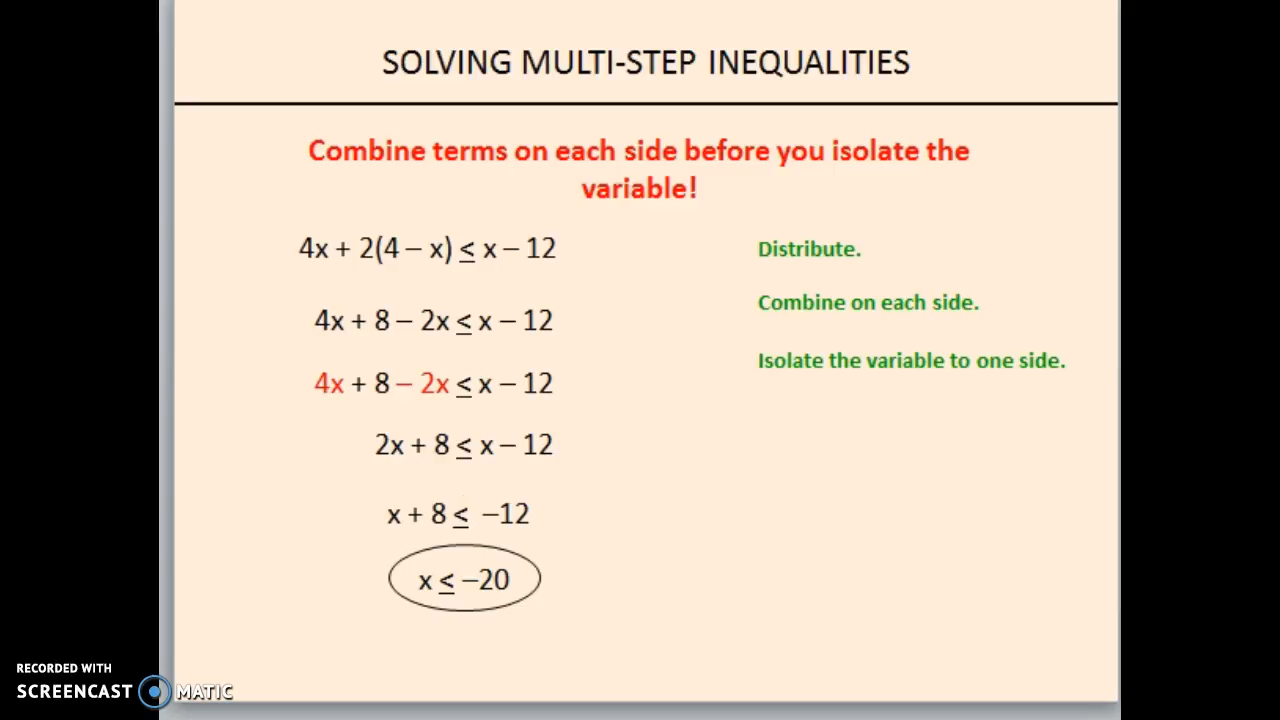 SOLVING MULTI-STEP INEQUALITIES
Combine terms on each side before you isolate the
variable!
4x + 2(4 – x) ≤ x – 12
Distribute.
4x + 8 – 2x ≤ x – 12
Combine on each side.
4x + 8 – 2x ≤ x – 12
Isolate the variable to one side.
2x + 8 ≤ x – 12
x + 8 ≤ –12
x ≤ –20
RECORDED WITH
SCREENCAST MATIC